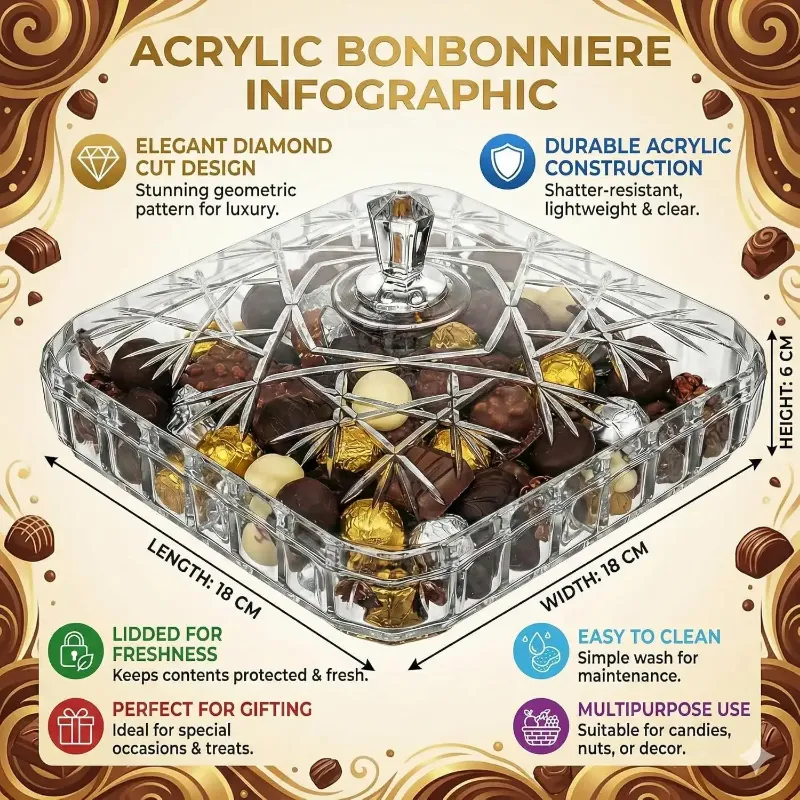 ACRYLIC BONBONNIERE
INFOGRAPHIC
ELEGANT DIAMOND
CUT DESIGN
Stunning geometric
pattern for luxury.
DURABLE ACRYLIC
CONSTRUCTION
Shatter-resistant,
lightweight & clear.
HEIGHT: 6 CM
LENGTH: 18 CM
WIDTH: 18 CM
LIDDED FOR
FRESHNESS
Keeps contents protected & fresh.
EASY TO CLEAN
Simple wash for
maintenance.
PERFECT FOR GIFTING
Ideal for special
occasions & treats.
MULTIPURPOSE USE
Suitable for candies,
nuts, or decor.